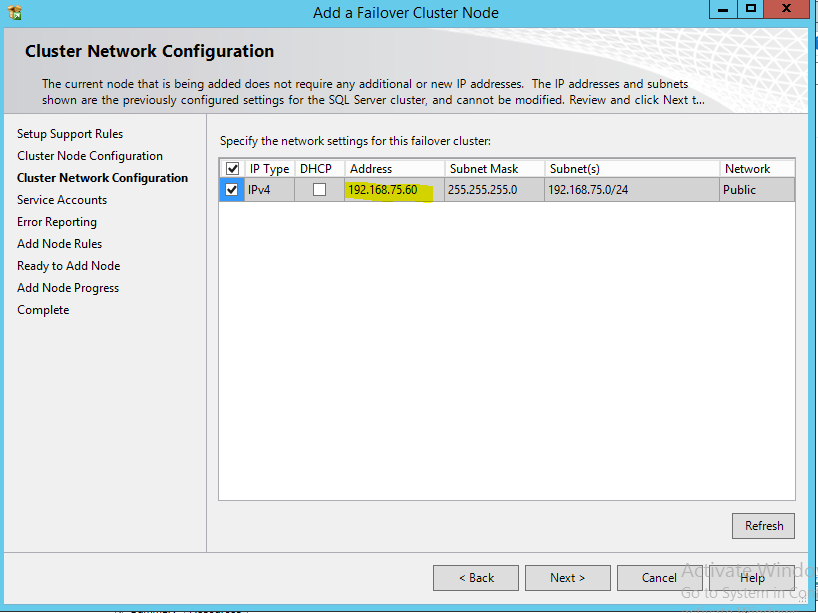 Add a Failover Cluster Node
Cluster Network Configuration
The current node that is being added does not require any additional or new IP addresses. The IP addresses and subnets
shown are the previously configured settings for the SQL Server cluster, and cannot be modified. Review and click Next t...
Setup Support Rules
Cluster Node Configuration
Cluster Network Configuration
Service Accounts
Error Reporting
Add Node Rules
Ready to Add Node
Add Node Progress
Complete
Specify the network settings for this failover cluster:
IP Type DHCP Address Subnet Mask Subnet(s) Network
IPv4 192.168.75.60 255.255.255.0 192.168.75.0/24 Public
Refresh
< Back Next > Cancel Help
Activate Windo
Go to System in Co